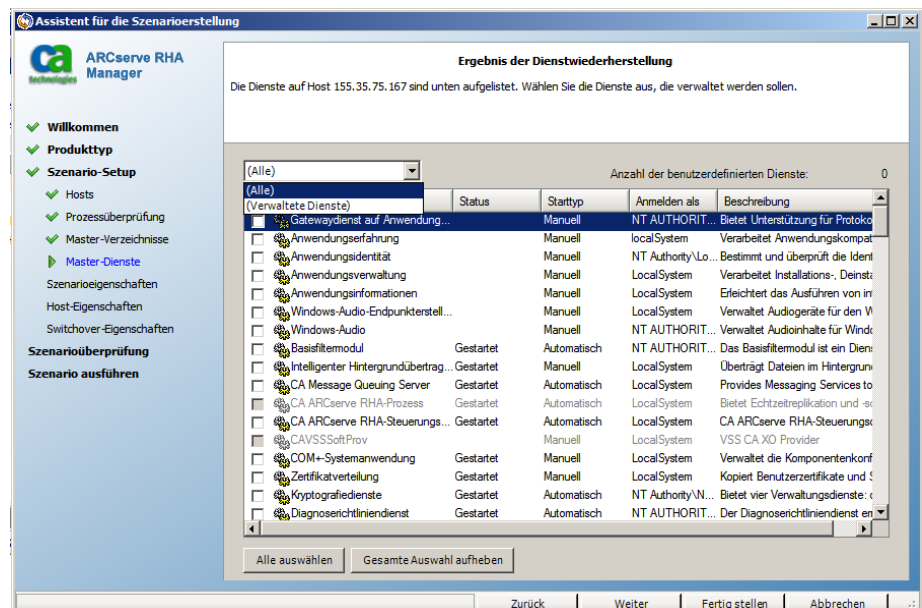 Assistent für die Szenarioerstellung
ca technologies
ARCserve RHA
Manager
Willkommen
Produkttyp
Szenario-Setup
Hosts
Prozessüberprüfung
Master-Verzeichnisse
Master-Dienste
Szenarioeigenschaften
Host-Eigenschaften
Switchover-Eigenschaften
Szenarioüberprüfung
Szenario ausführen
Ergebnis der Dienstwiederherstellung
Die Dienste auf Host 155.35.75.167 sind unten aufgelistet. Wählen Sie die Dienste aus, die verwaltet werden sollen.
(Alle)
Anzahl der benutzerdefinierten Dienste: 0
(Alle)
(Verwaltete Dienste)
Status Starttyp Anmelden als Beschreibung
Gatewaydienst auf Anwendung... Manuell NT AUTHORIT... Bietet Unterstützung für Protoko
Anwendungserfahrung Manuell localSystem Verarbeitet Anwendungskompat
Anwendungsidentität Manuell NT Authority\Lo... Bestimmt und überprüft die Ident
Anwendungsverwaltung Manuell LocalSystem Verarbeitet Installations-, Deinsta
Anwendungsinformationen Manuell LocalSystem Erleichtert das Ausführen von in
Windows-Audio-Endpunkterstell... Manuell LocalSystem Verwaltet Audiogeräte für den W
Windows-Audio Manuell NT AUTHORIT... Verwaltet Audioinhalte für Windo
Basisfiltermodul Gestartet Automatisch NT AUTHORIT... Das Basisfiltermodul ist ein Diens
Intelligenter Hintergrundübertrag... Gestartet Manuell LocalSystem Überträgt Dateien im Hintergrun
CA Message Queuing Server Gestartet Automatisch LocalSystem Provides Messaging Services to
CA ARCserve RHA-Prozess Gestartet Automatisch LocalSystem Bietet Echtzeitreplikation und -sc
CA ARCserve RHA-Steuerungs... Gestartet Automatisch LocalSystem CA ARCserve RHA-Steuerungsd
CAVSSSoftProv Manuell LocalSystem VSS CA XO Provider
COM+-Systemanwendung Gestartet Manuell LocalSystem Verwaltet die Komponentenkonf
Zertifikatverteilung Gestartet Manuell LocalSystem Kopiert Benutzerzertifikate und S
Kryptografiedienste Gestartet Automatisch NT Authority\N... Bietet vier Verwaltungsdienste: d
Diagnoserichtliniendienst Gestartet Automatisch NT AUTHORIT... Der Diagnoserichtliniendienst em
Alle auswählen Gesamte Auswahl aufheben
Zurück Weiter Fertig stellen Abbrechen